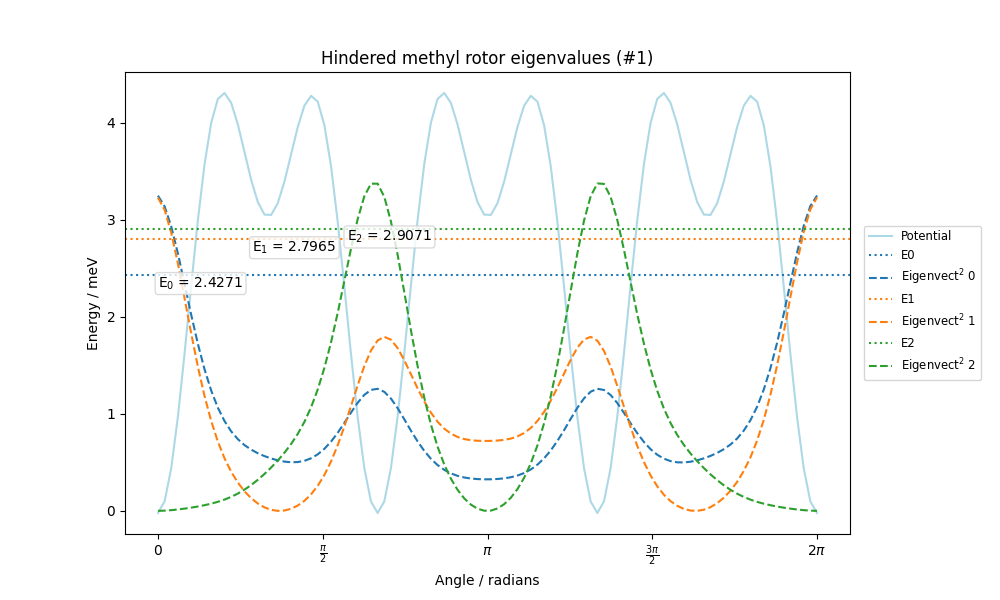 Hindered methyl rotor eigenvalues (#1)
Energy / meV
4
3
2
1
0
E₀ = 2.4271
E₁ = 2.7965
E₂ = 2.9071
0
π/2
π
3π/2
2π
Angle / radians
Potential
E0
Eigenvect² 0
E1
Eigenvect² 1
E2
Eigenvect² 2